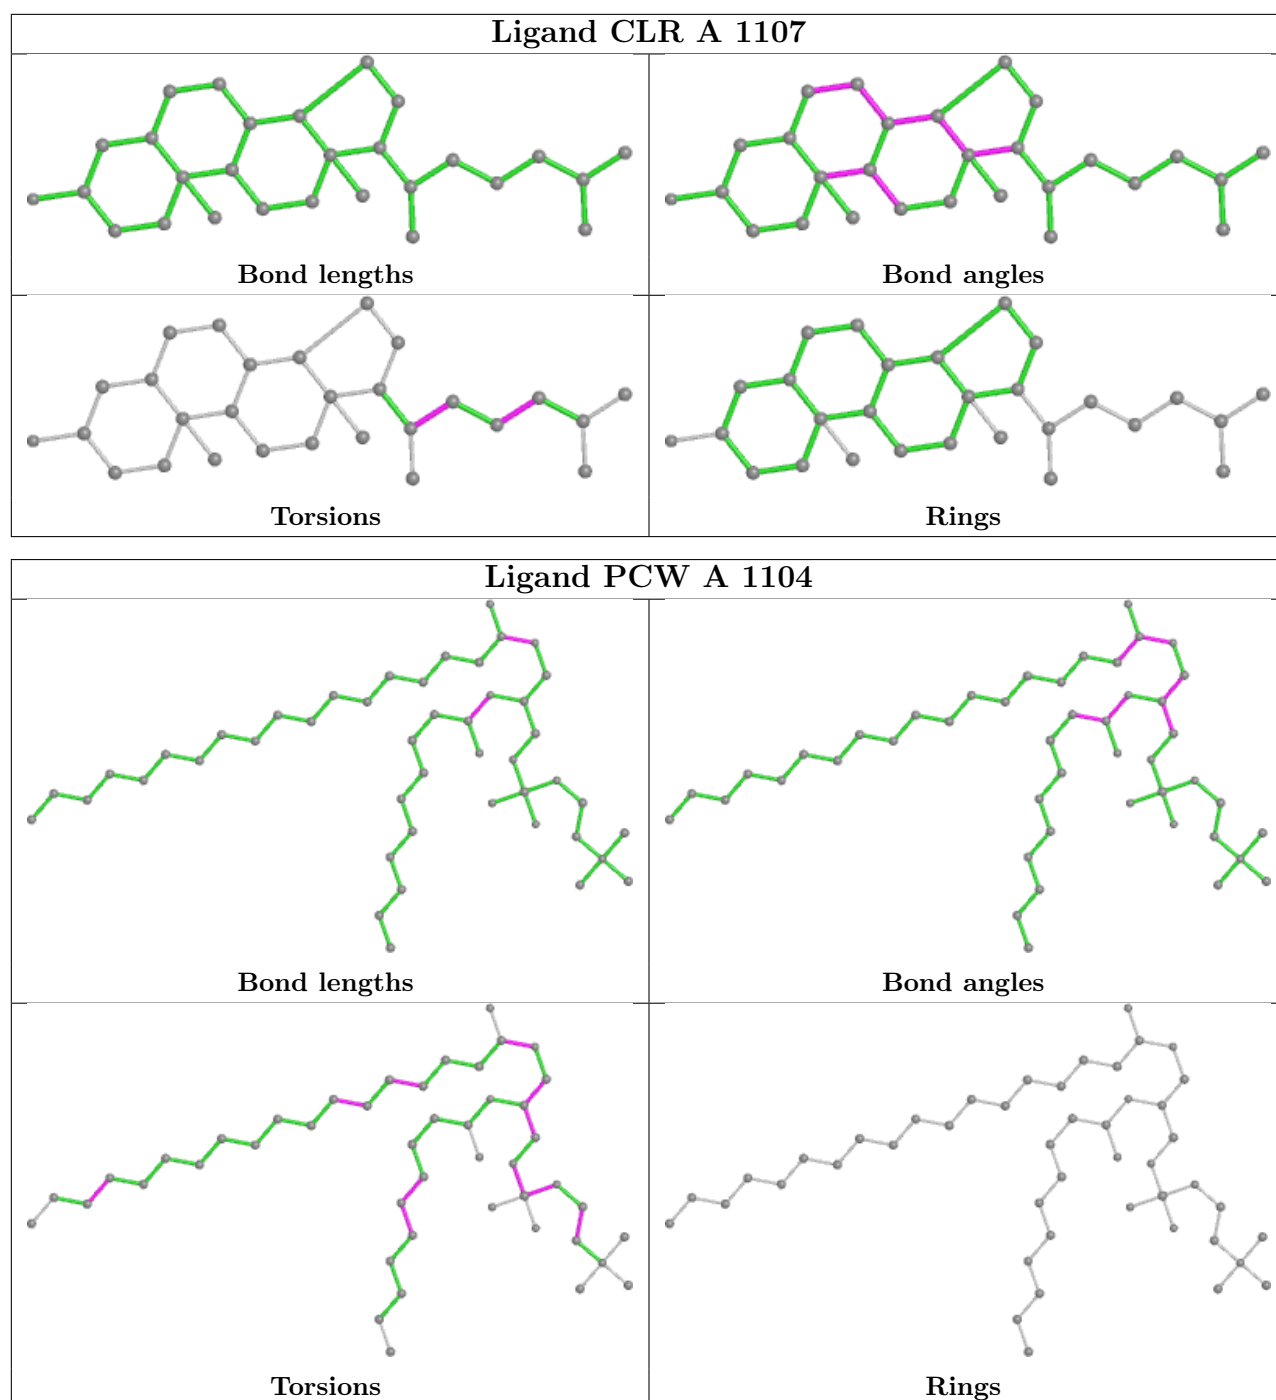 Ligand CLR A 1107
Bond lengths
Bond angles
Torsions
Rings
Ligand PCW A 1104
Bond lengths
Bond angles
Torsions
Rings